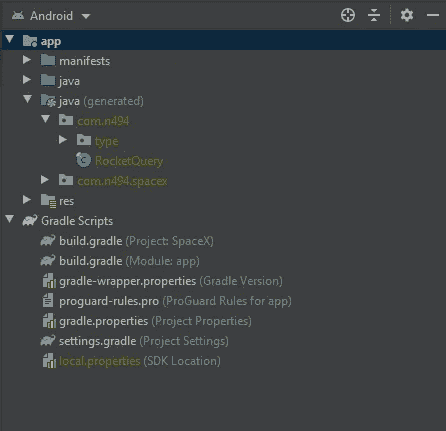 Android
app
manifests
java
java (generated)
com.n494
type
RocketQuery
com.n494.spacex
res
Gradle Scripts
build.gradle (Project: SpaceX)
build.gradle (Module: app)
gradle-wrapper.properties (Gradle Version)
proguard-rules.pro (ProGuard Rules for app)
gradle.properties (Project Properties)
settings.gradle (Project Settings)
local.properties (SDK Location)